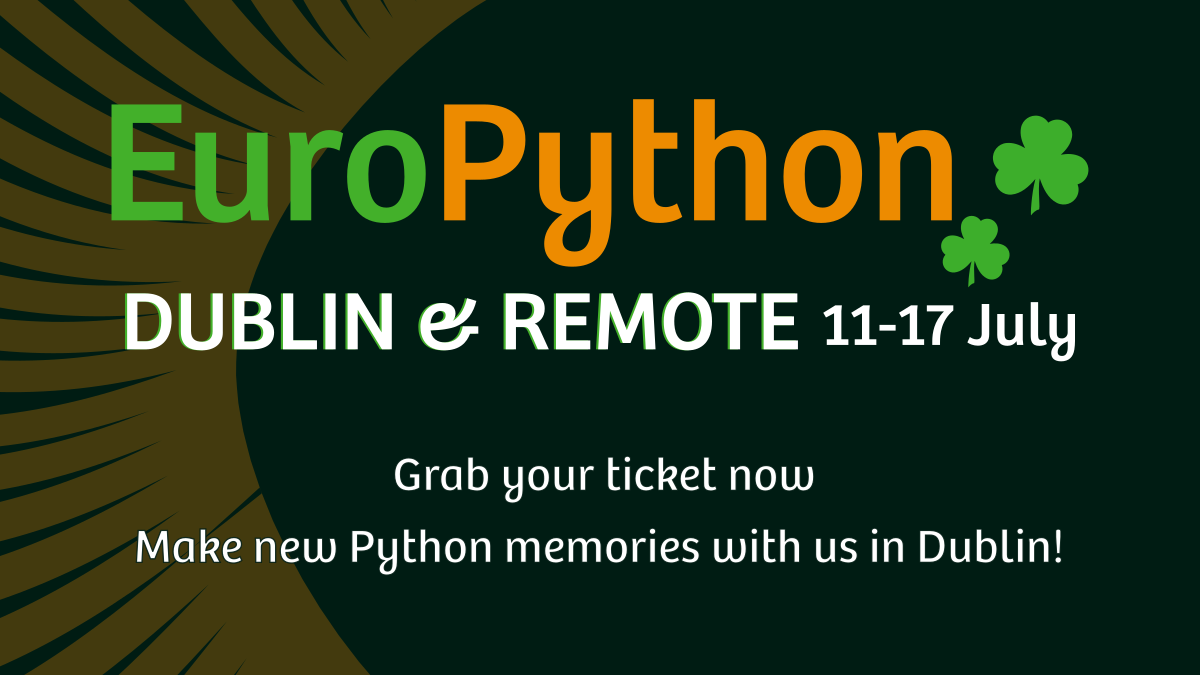 EuroPython
DUBLIN & REMOTE 11-17 July
Grab your ticket now
Make new Python memories with us in Dublin!